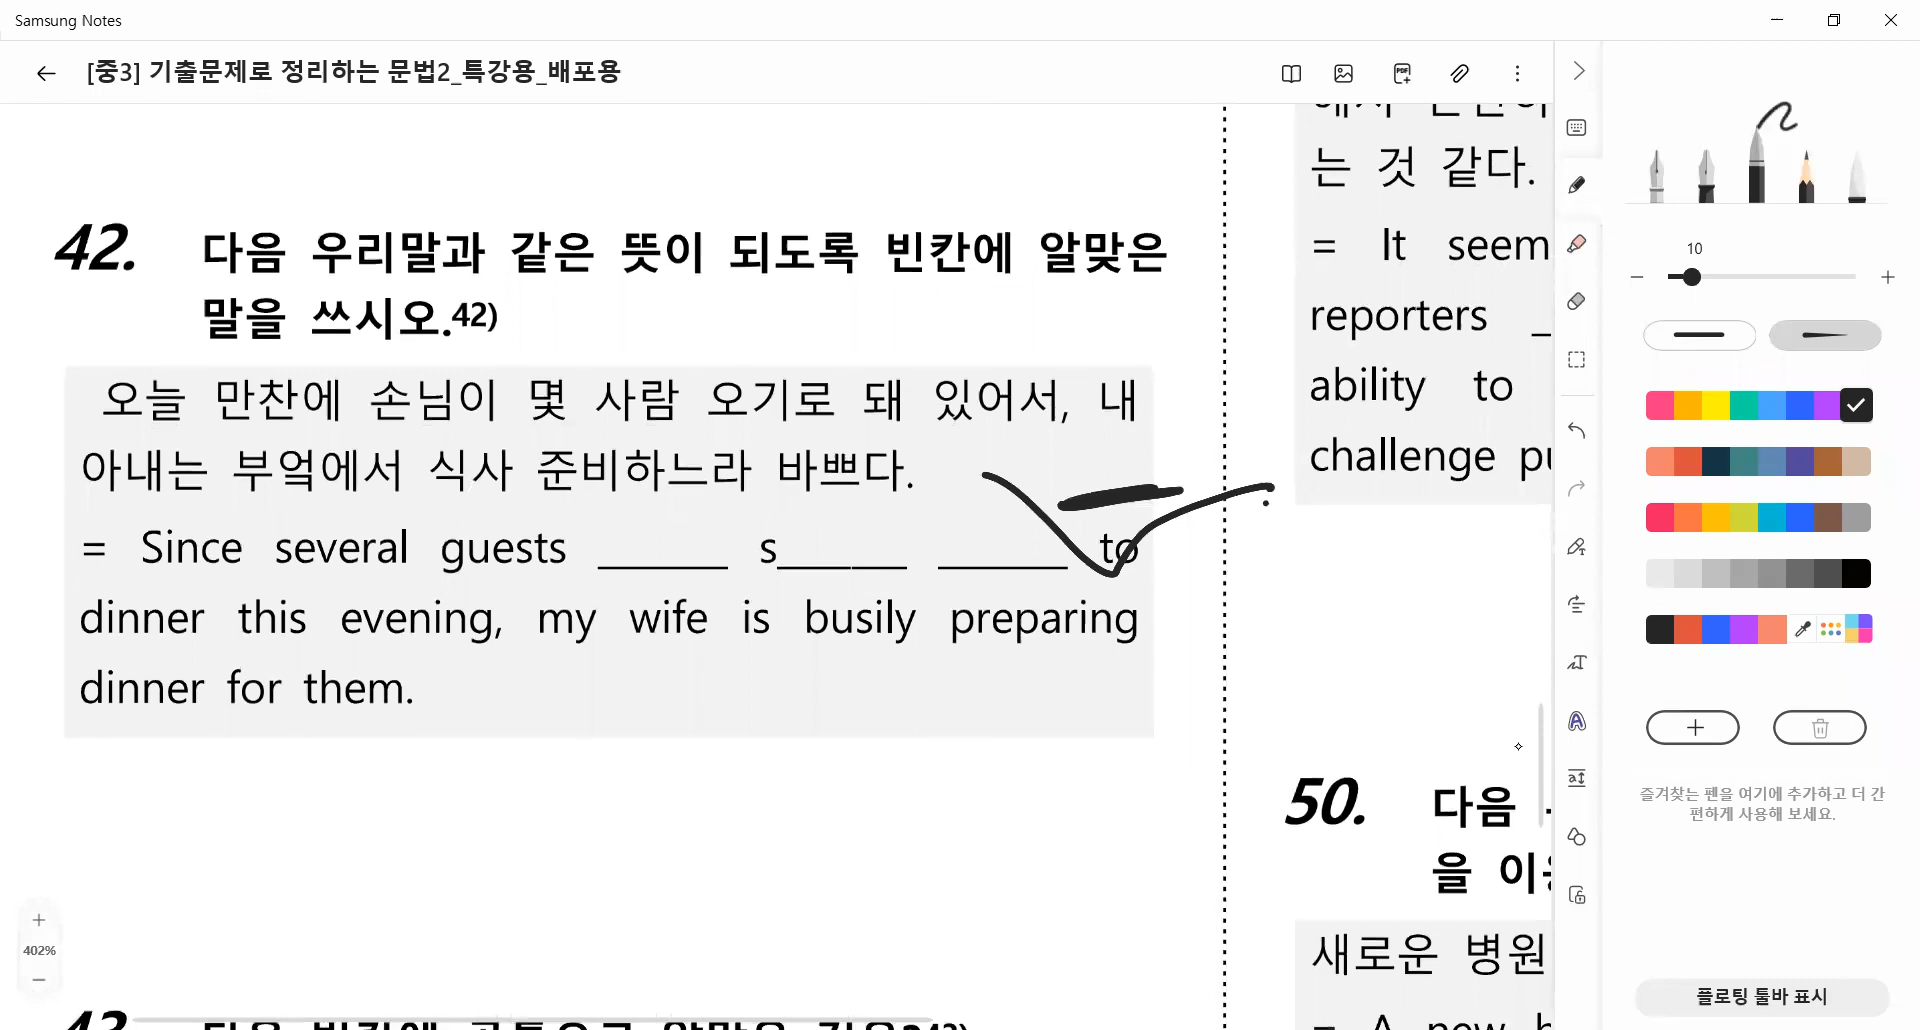 Samsung Notes
[중3] 기출문제로 정리하는 문법2_특강용_배포용
42. 다음 우리말과 같은 뜻이 되도록 빈칸에 알맞은
말을 쓰시오.42)
오늘 만찬에 손님이 몇 사람 오기로 돼 있어서, 내
아내는 부엌에서 식사 준비하느라 바쁘다.
= Since several guests ______ s______ ______ to
dinner this evening, my wife is busily preparing
dinner for them.
는 것 같다.
= It seem
reporters _
ability to
challenge
50. 다음
을
새로운 병원
= A new
10
즐겨찾는 펜을 여기에 추가하고 더 간
편하게 사용해 보세요.
플로팅 툴바 표시
402%